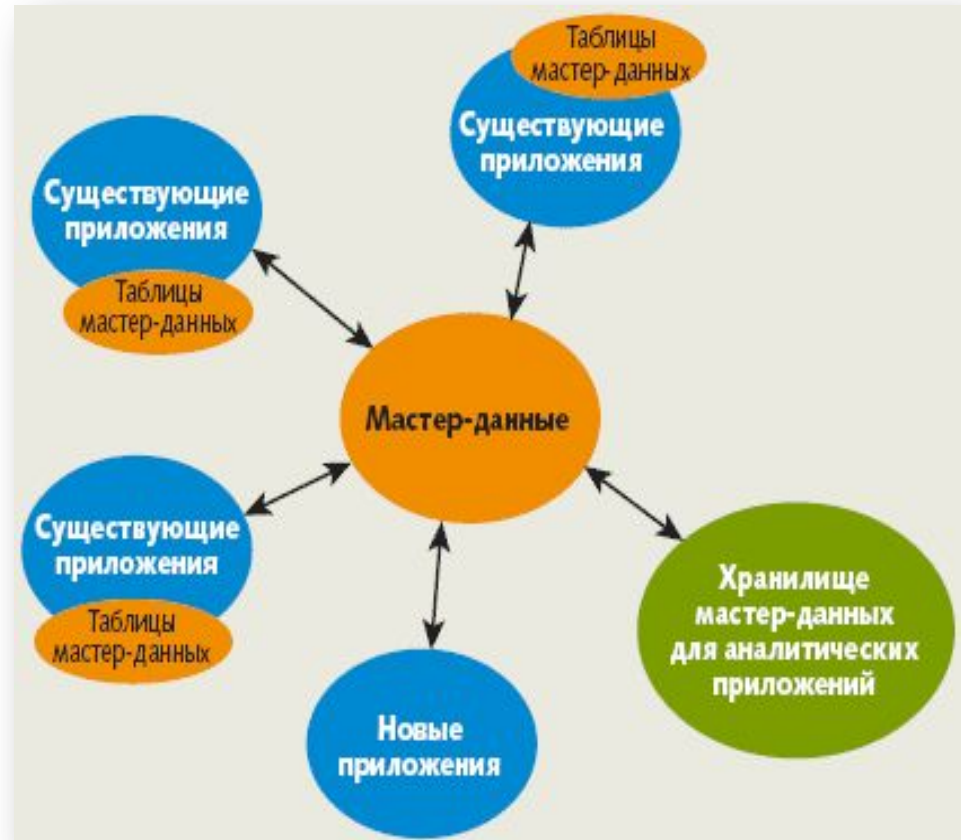 Таблицы
мастер-данных
Существующие
приложения
Существующие
приложения
Таблицы
мастер-данных
Мастер-данные
Существующие
приложения
Таблицы
мастер-данных
Хранилище
мастер-данных
для аналитических
приложений
Новые
приложения